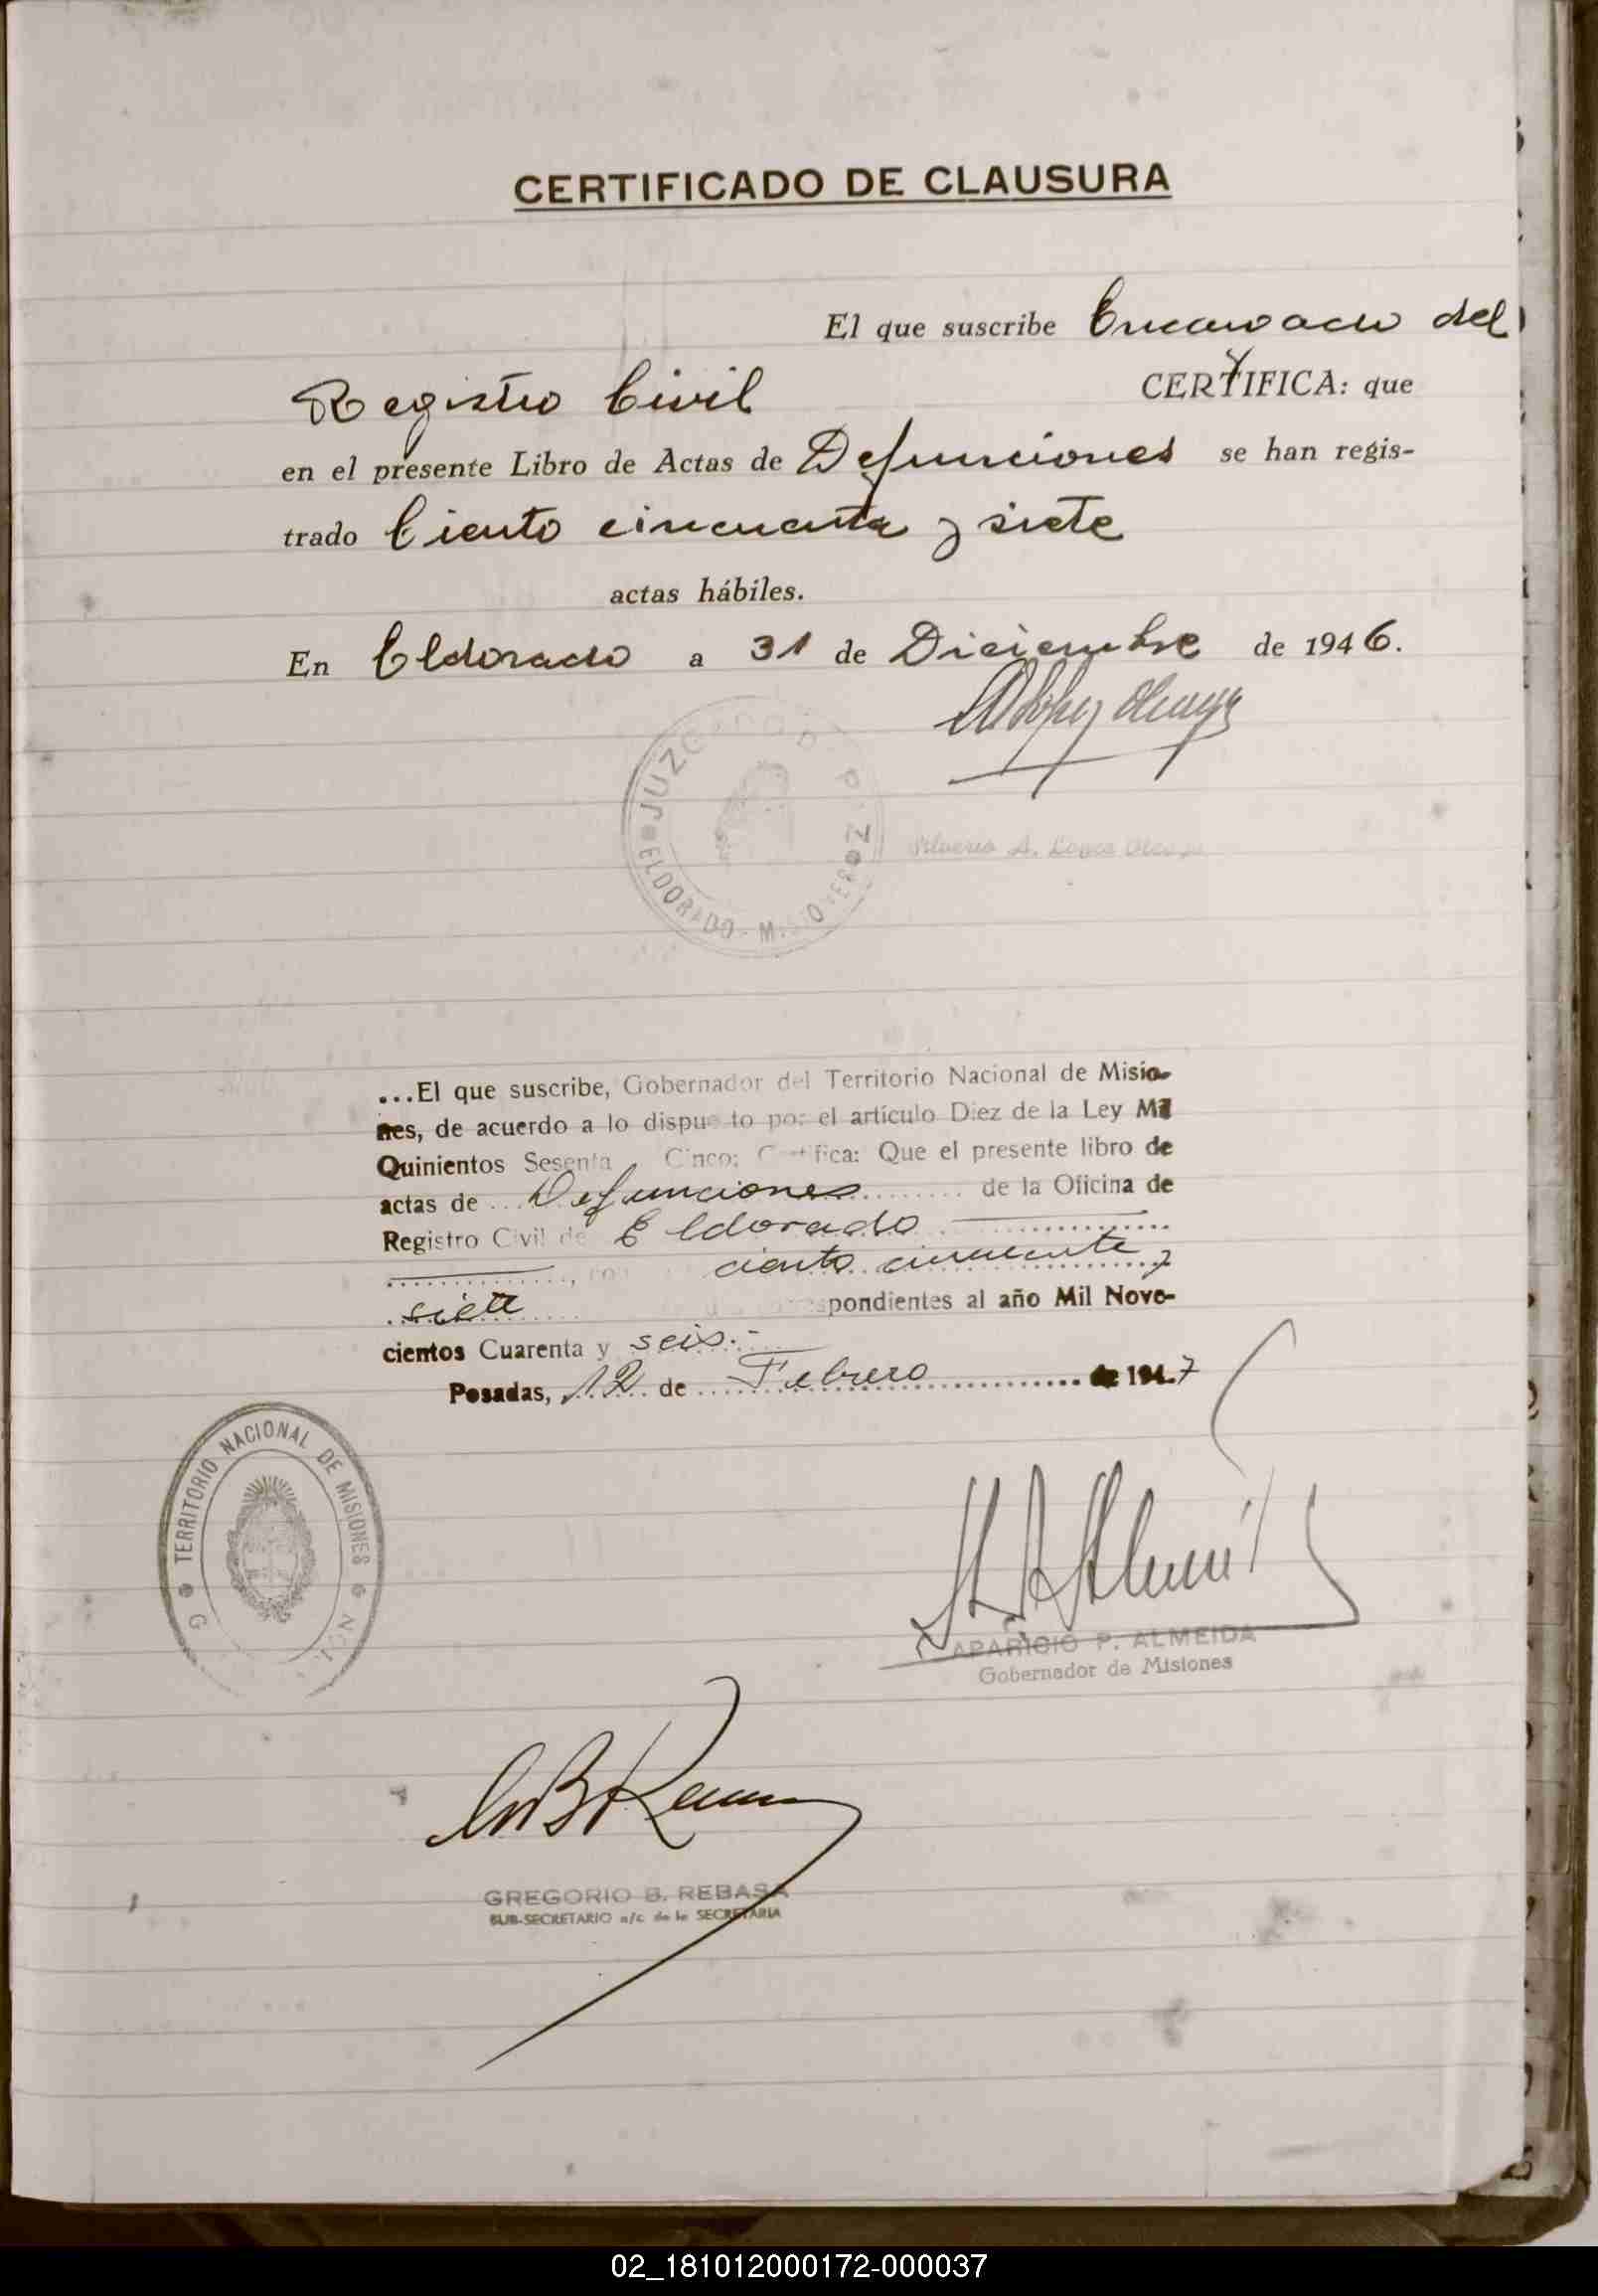 CERTIFICADO DE CLAUSURA
El que suscribe Encargado del
Registro Civil CERTIFICA: que
en el presente Libro de Actas de Defunciones se han regis-
trado Ciento cincuenta y siete
actas hábiles.
En Eldorado a 31 de Diciembre de 1946.
JUZGADO DE PAZ
ELDORADO - MISIONES
A. Lopez
...El que suscribe, Gobernador del Territorio Nacional de Misio-
nes, de acuerdo a lo dispuesto por el artículo Diez de la Ley Mil
Quinientos Sesenta Cinco; Certifica: Que el presente libro de
actas de Defunciones de la Oficina de
Registro Civil de Eldorado
ciento cincuenta y
siete pondientes al año Mil Nove-
cientos Cuarenta y seis.-
Posadas, 12 de Febrero de 1947
TERRITORIO NACIONAL DE MISIONES
APARICIO P. ALMEIDA
Gobernador de Misiones
GREGORIO B. REBASA
SUB-SECRETARIO a/c de la SECRETARIA
02_181012000172-000037